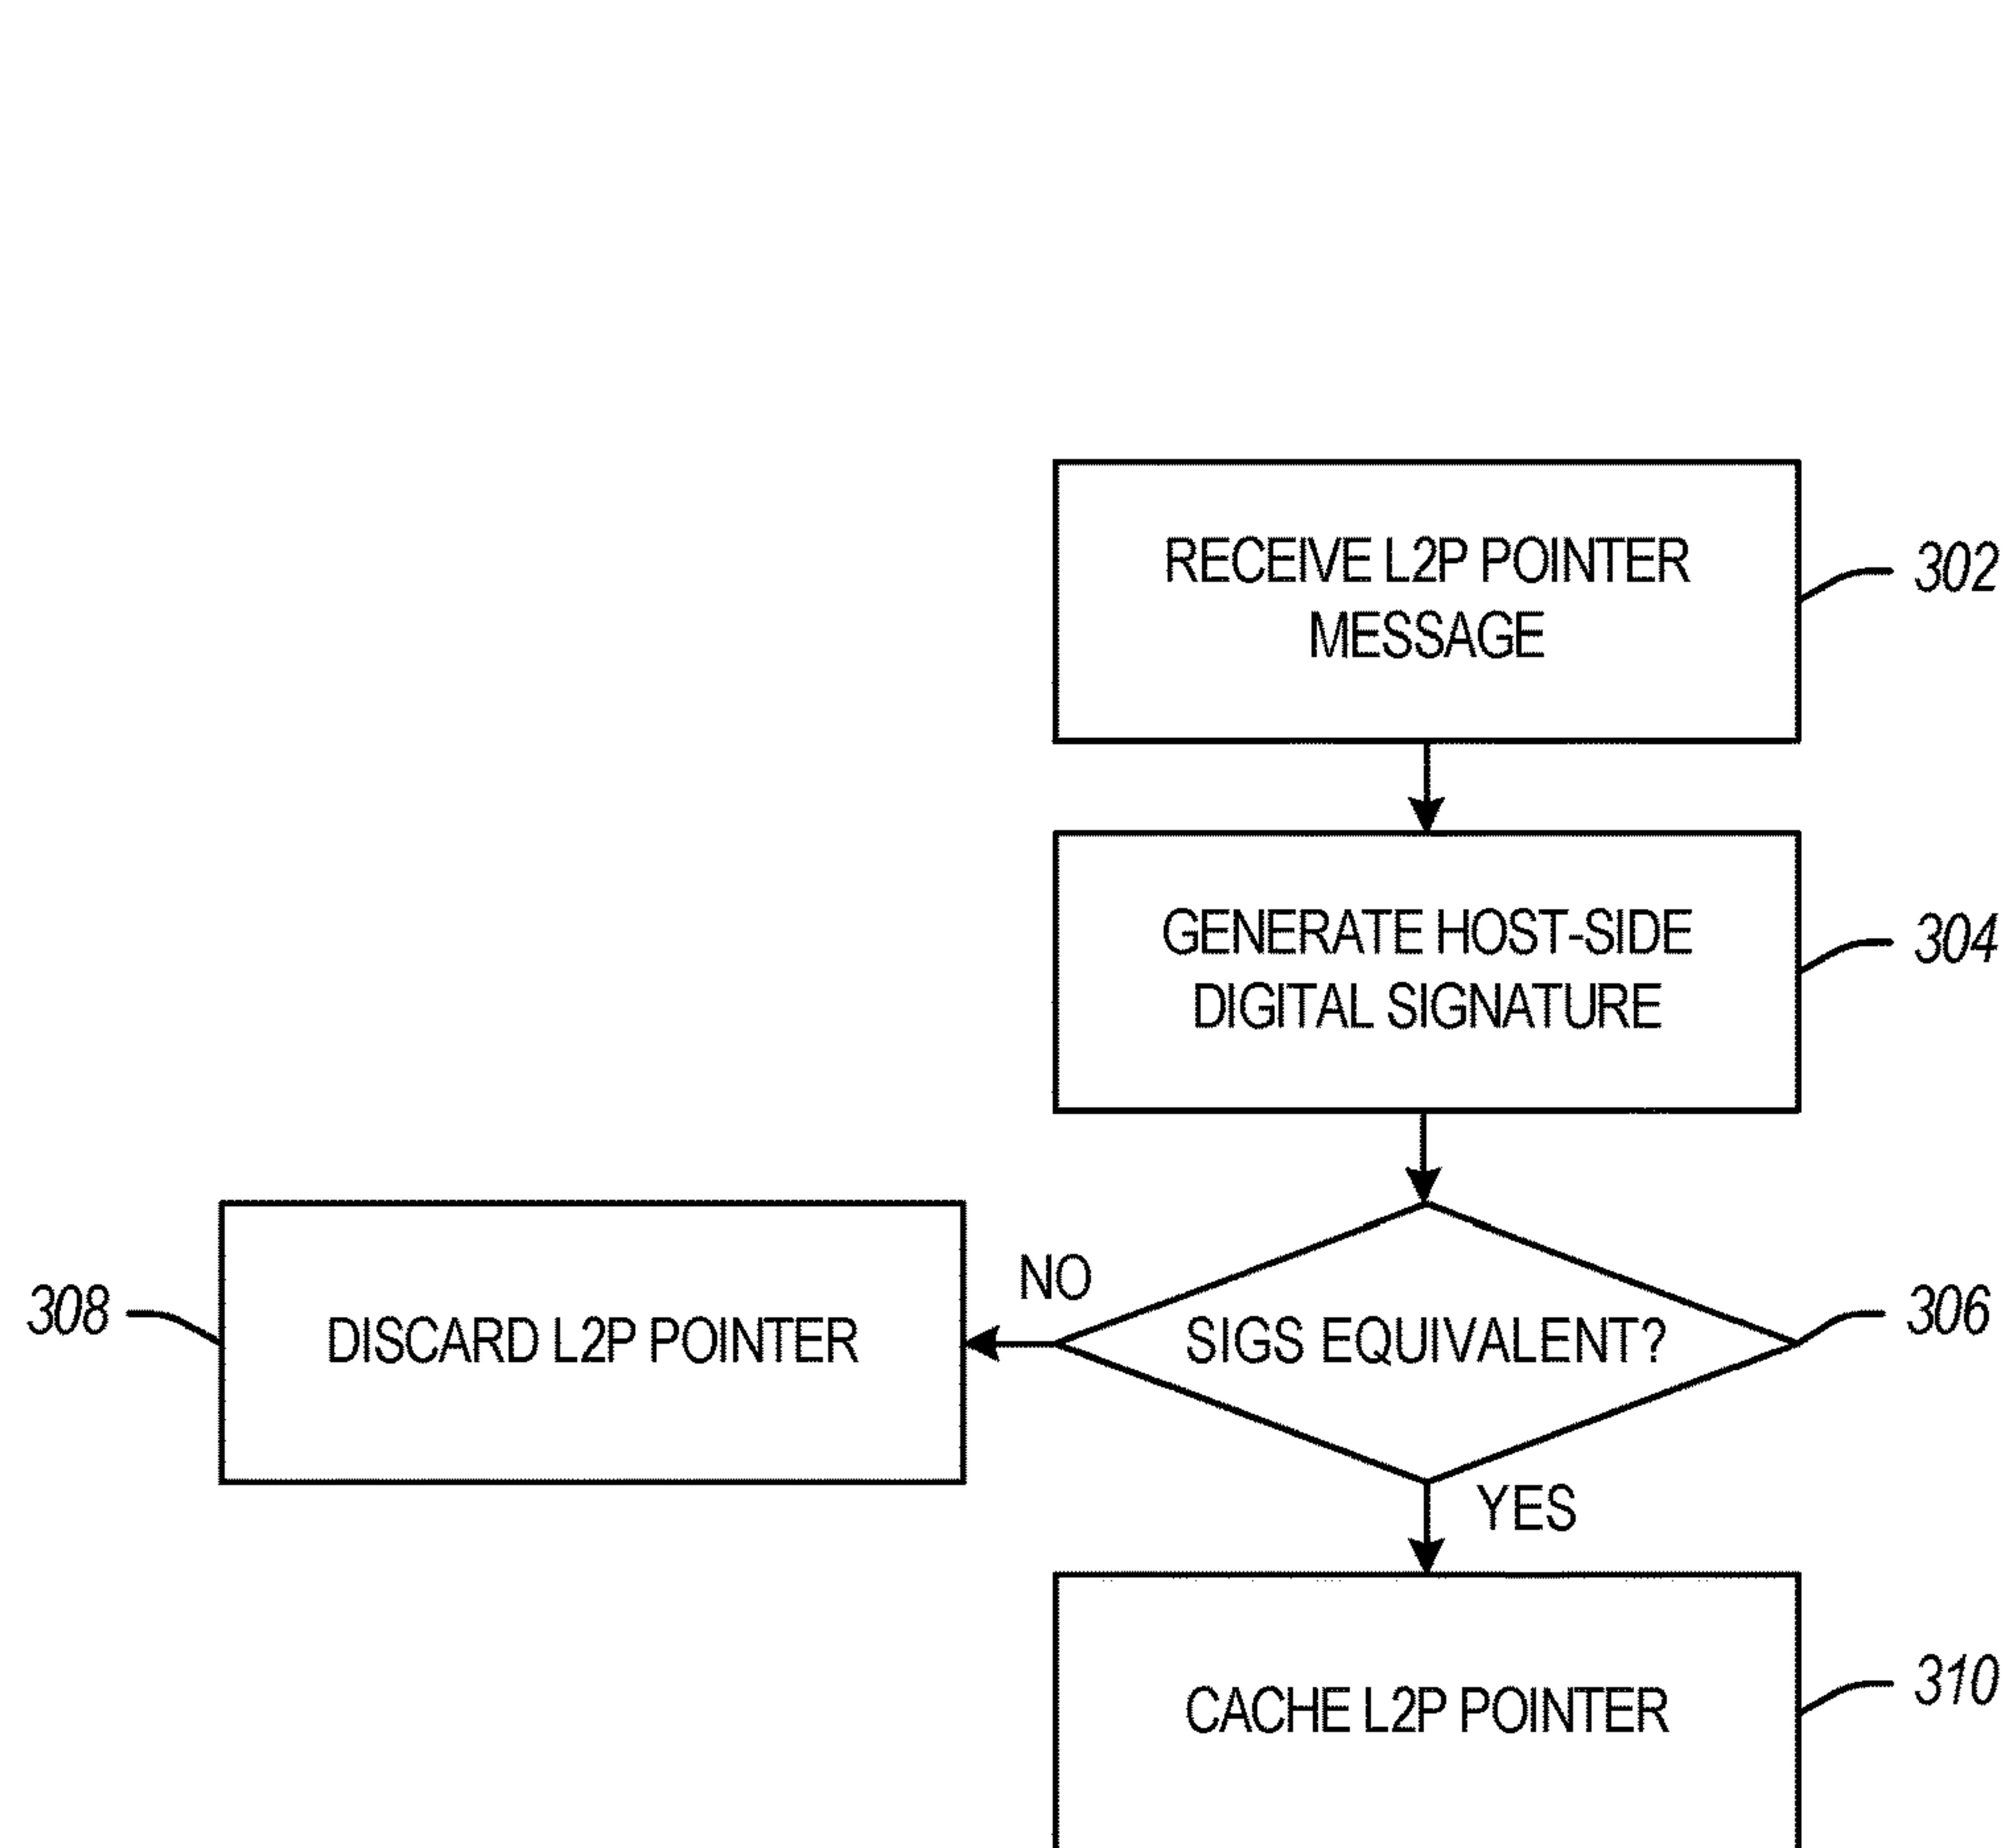 RECEIVE L2P POINTER
MESSAGE
302
GENERATE HOST-SIDE
DIGITAL SIGNATURE
304
308
DISCARD L2P POINTER
NO
SIGS EQUIVALENT?
306
YES
CACHE L2P POINTER
310